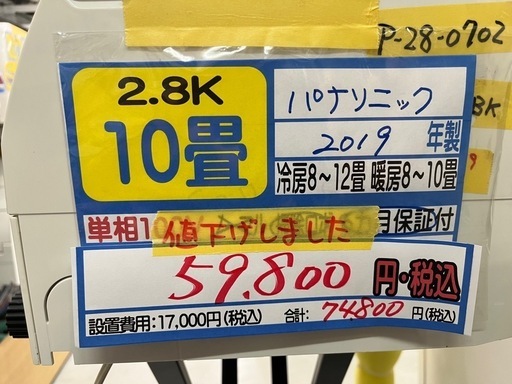 P-28-0702
2.8K
10畳
パナソニック
2019 年製
冷房8～12畳 暖房8～10畳
単相1
月保証付
値下げしました
59.800 円・税込
設置費用:17,000円(税込) 合計: 74.800 円(税込)